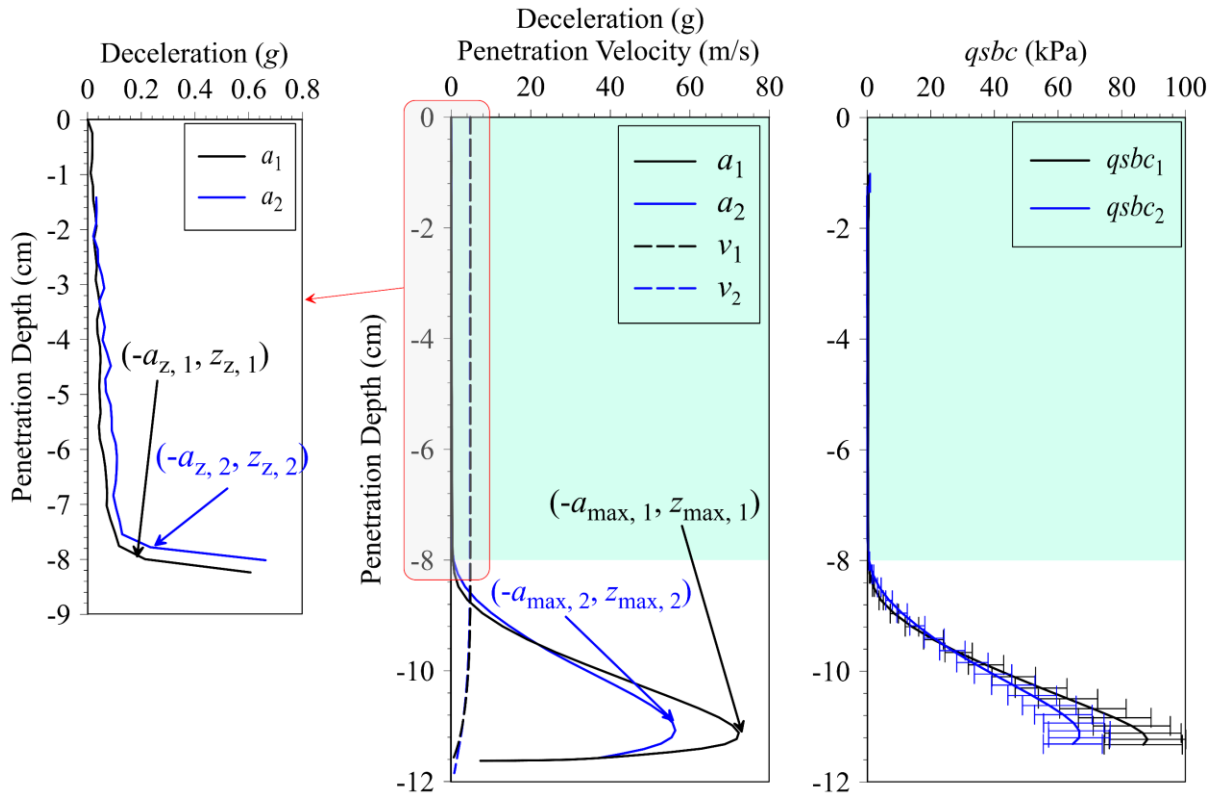 Deceleration (g)
0 0.2 0.4 0.6 0.8
0
-1
-2
-3
-4
-5
-6
-7
-8
-9
Penetration Depth (cm)
a1
a2
(-az, 1, zz, 1)
(-az, 2, zz, 2)
Deceleration (g)
Penetration Velocity (m/s)
0 20 40 60 80
0
-2
-4
-6
-8
-10
-12
Penetration Depth (cm)
a1
a2
v1
v2
(-amax, 1, zmax, 1)
(-amax, 2, zmax, 2)
qsbc (kPa)
0 20 40 60 80 100
0
-2
-4
-6
-8
-10
-12
qsbc1
qsbc2